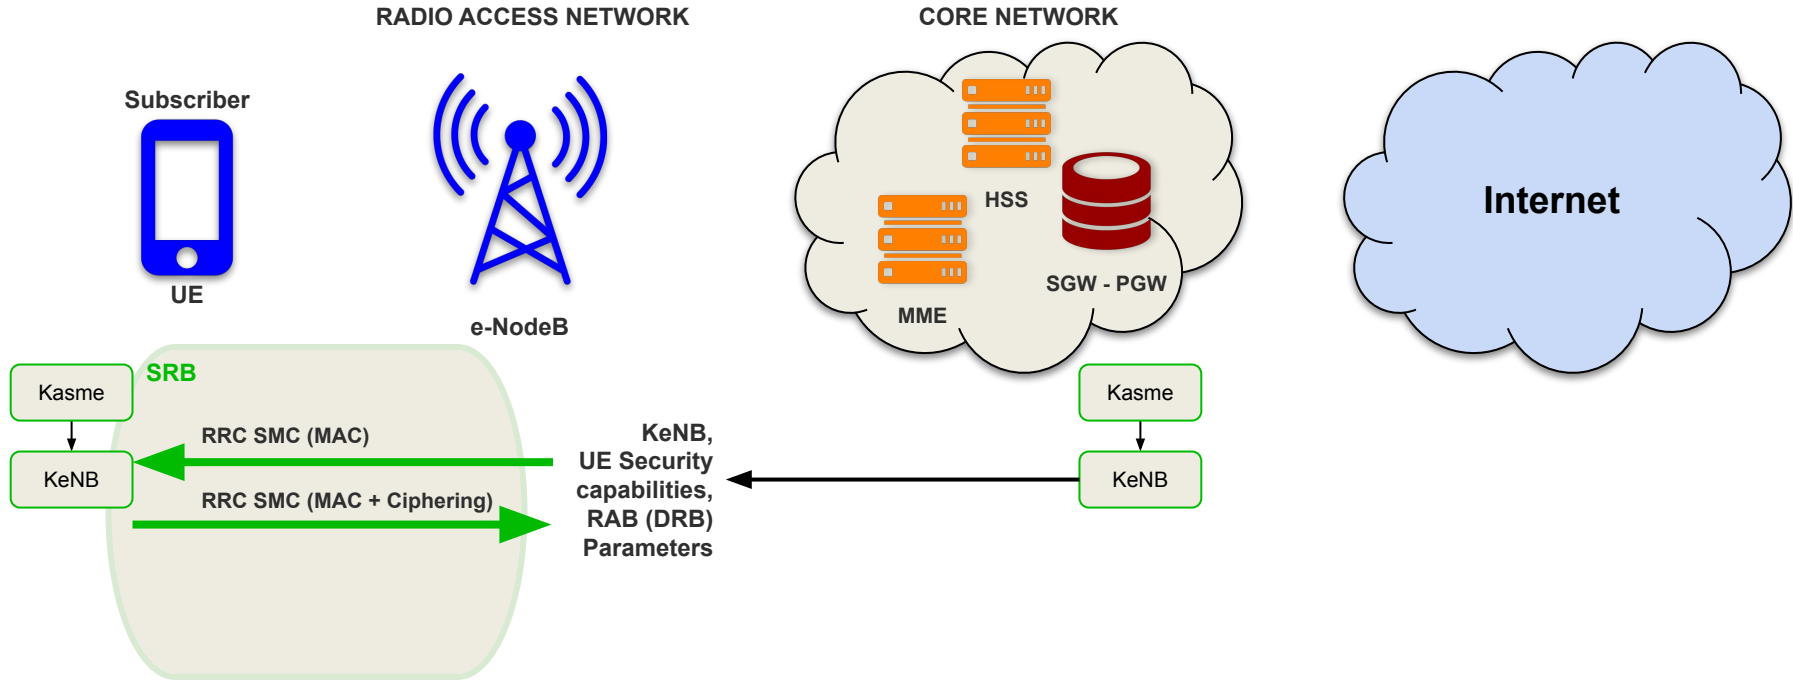 RADIO ACCESS NETWORK
CORE NETWORK
Subscriber
UE
e-NodeB
HSS
MME
SGW - PGW
Internet
SRB
Kasme
KeNB
RRC SMC (MAC)
RRC SMC (MAC + Ciphering)
KeNB,
UE Security
capabilities,
RAB (DRB)
Parameters
Kasme
KeNB